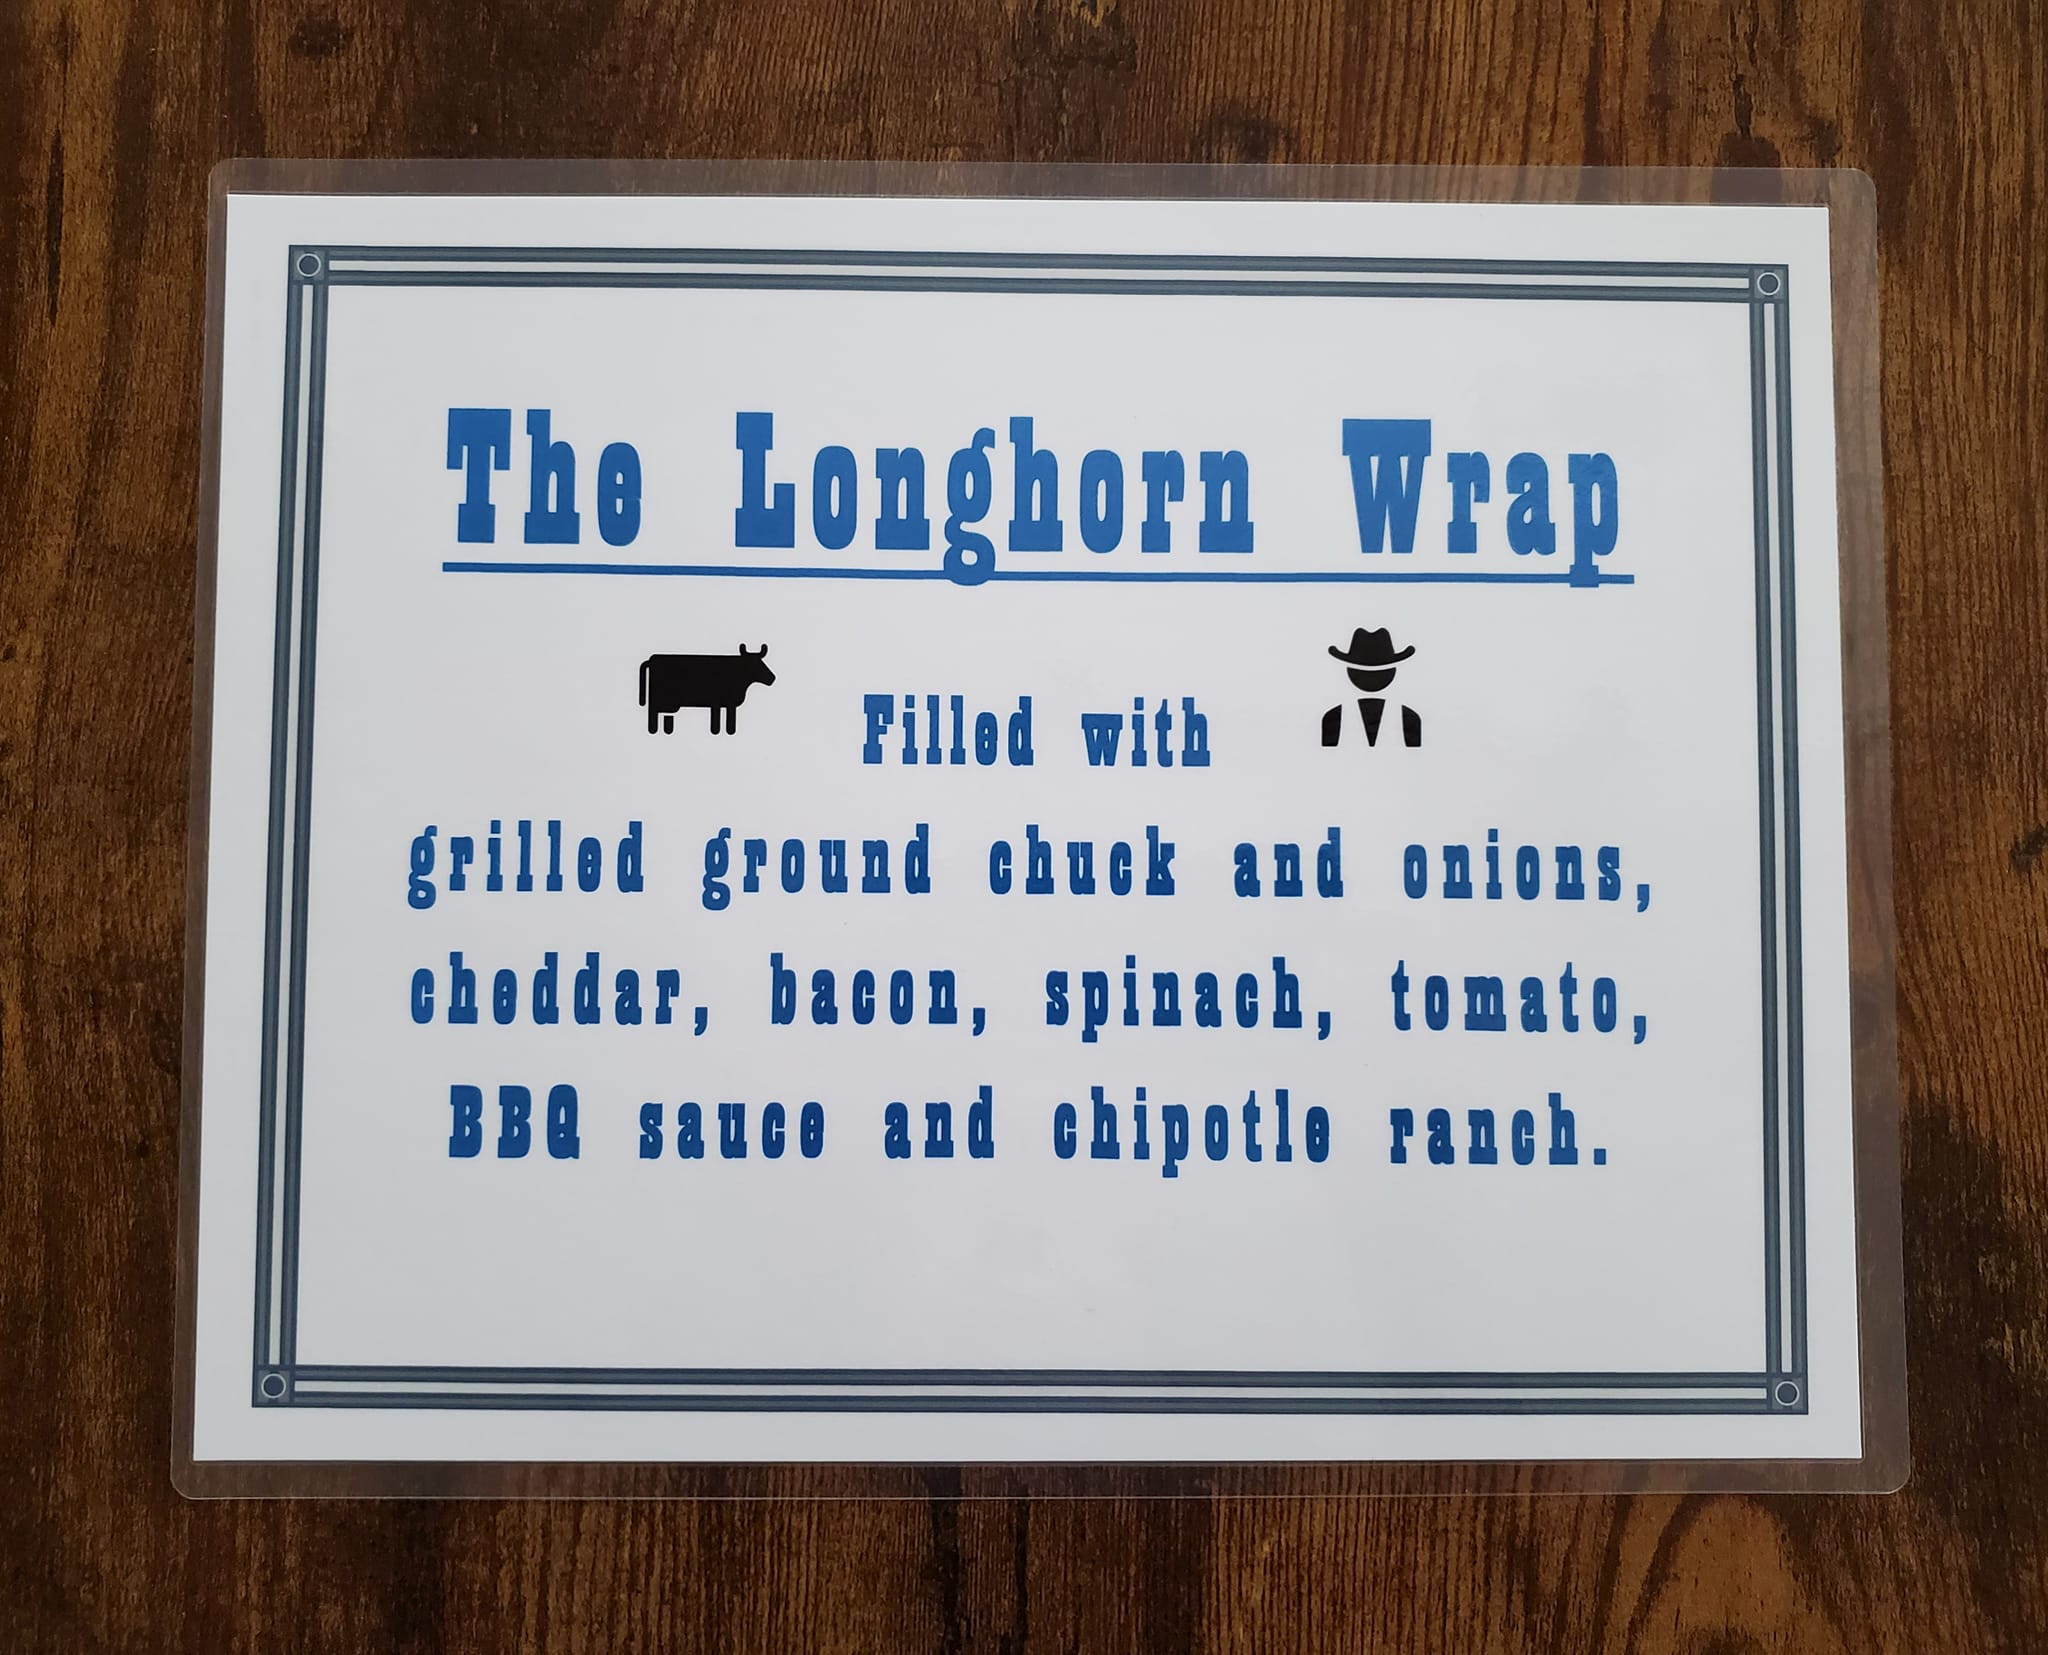 The Longhorn Wrap
Filled with
grilled ground chuck and onions,
cheddar, bacon, spinach, tomato,
BBQ sauce and chipotle ranch.